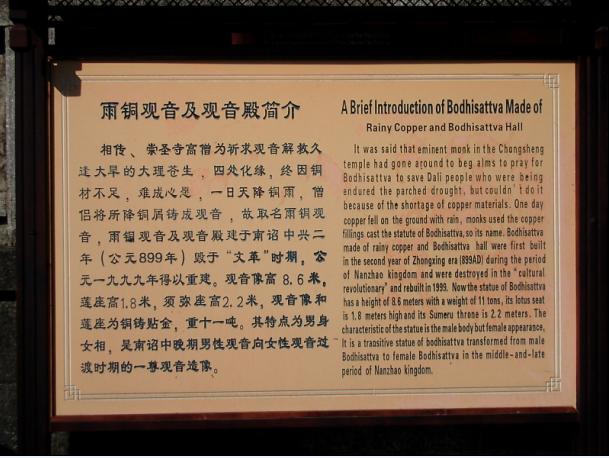 雨铜观音及观音殿简介
相传、崇圣寺高僧为祈求观音解救久
逢大旱的大理苍生，四处化缘，终因铜
材不足，难成心愿，一日天降铜雨，僧
侣将所降铜屑铸成观音，故取名雨铜观
音，雨铜观音及观音殿建于南诏中兴二
年（公元899年）毁于“文革”时期，公
元一九九九年得以重建。观音像高8.6米，
莲座高1.8米，须弥座高2.2米，观音像和
莲座为铜铸贴金，重十一吨。其特点为男身
女相，是南诏中晚期男性观音向女性观音过
渡时期的一尊观音造像。
A Brief Introduction of Bodhisattva Made of
Rainy Copper and Bodhisattva Hall
It was said that eminent monk in the Chongsheng
temple had gone around to beg alms to pray for
Bodhisattva to save Dali people who were being
endured the parched drought, but couldn't do it
because of the shortage of copper materials. One day
copper fell on the ground with rain, monks used the copper
fillings cast the statute of Bodhisattva, so its name. Bodhisattva
made of rainy copper and Bodhisattva hall were first built
in the second year of Zhongxing era (899AD) during the period
of Nanzhao kingdom and were destroyed in the "cultural
revolutionary" and rebuilt in 1999. Now the statute of Bodhisattva
has a height of 8.6 meters with a weight of 11 tons, its lotus seat
is 1.8 meters high and its Sumeru throne is 2.2 meters. The
characteristic of the statute is the male body but female appearance,
It is a transitive statue of bodhisattva transformed from male
Bodhisattva to female Bodhisattva in the middle-and-late
period of Nanzhao kingdom.